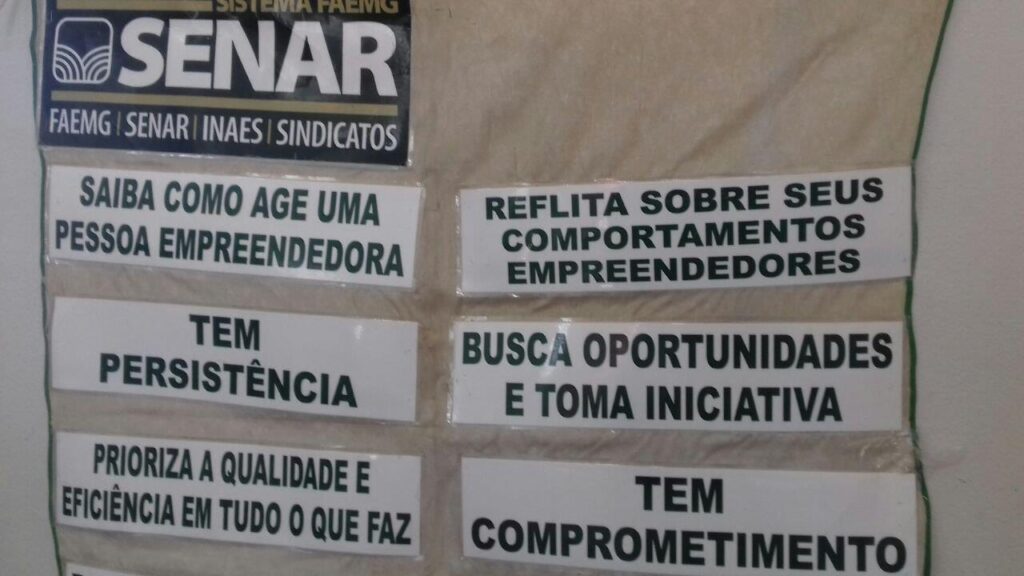 SISTEMA FAEMG
SENAR
FAEMG | SENAR | INAES | SINDICATOS
SAIBA COMO AGE UMA
PESSOA EMPREENDEDORA
REFLITA SOBRE SEUS
COMPORTAMENTOS
EMPREENDEDORES
TEM
PERSISTÊNCIA
BUSCA OPORTUNIDADES
E TOMA INICIATIVA
PRIORIZA A QUALIDADE E
EFICIÊNCIA EM TUDO O QUE FAZ
TEM
COMPROMETIMENTO